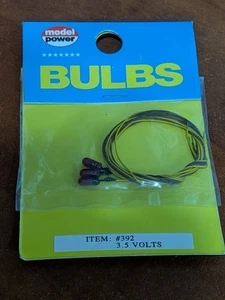 model
power
BULBS
ITEM: #392
3.5 VOLTS